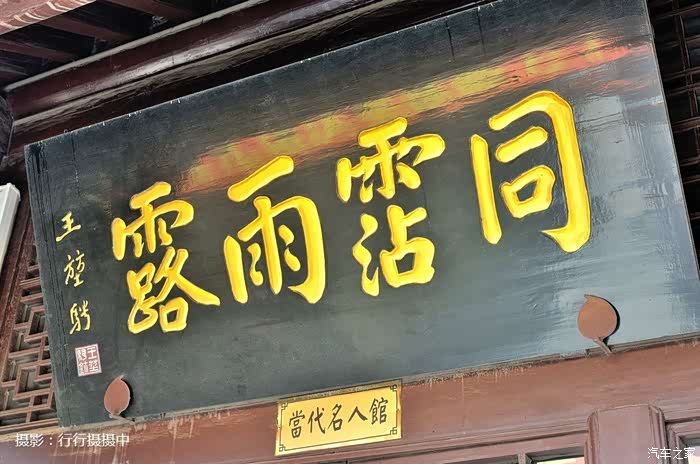 同霑雨露
當代名人館
摄影：行行摄摄中
汽车之家